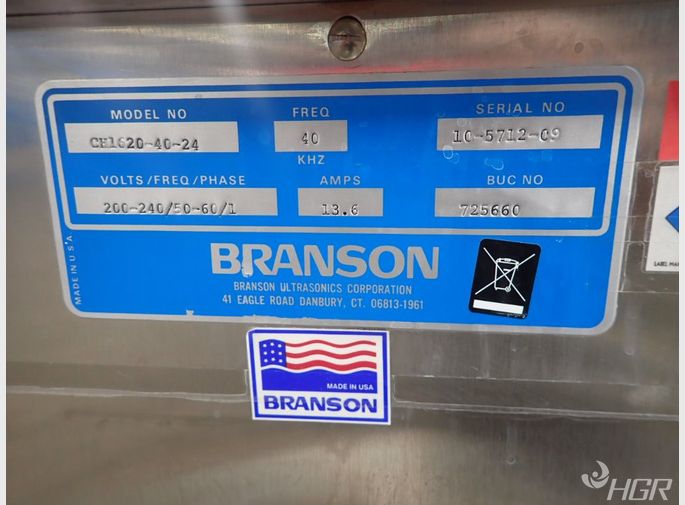 MODEL NO
FREQ
SERIAL NO
CH1620-40-24
40
10-5712-09
KHZ
VOLTS/FREQ/PHASE
AMPS
BUC NO
200-240/50-60/1
13.6
725660
MADE IN U S A
BRANSON
BRANSON ULTRASONICS CORPORATION
41 EAGLE ROAD DANBURY, CT. 06813-1961
MADE IN USA
BRANSON
HGR